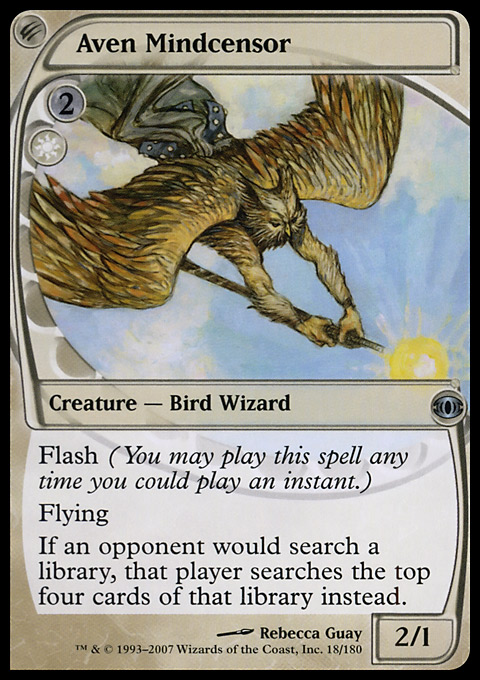 Aven Mindcensor
2
Creature — Bird Wizard
Flash (You may play this spell any
time you could play an instant.)
Flying
If an opponent would search a
library, that player searches the top
four cards of that library instead.
Rebecca Guay
2/1
™ & © 1993–2007 Wizards of the Coast, Inc. 18/180